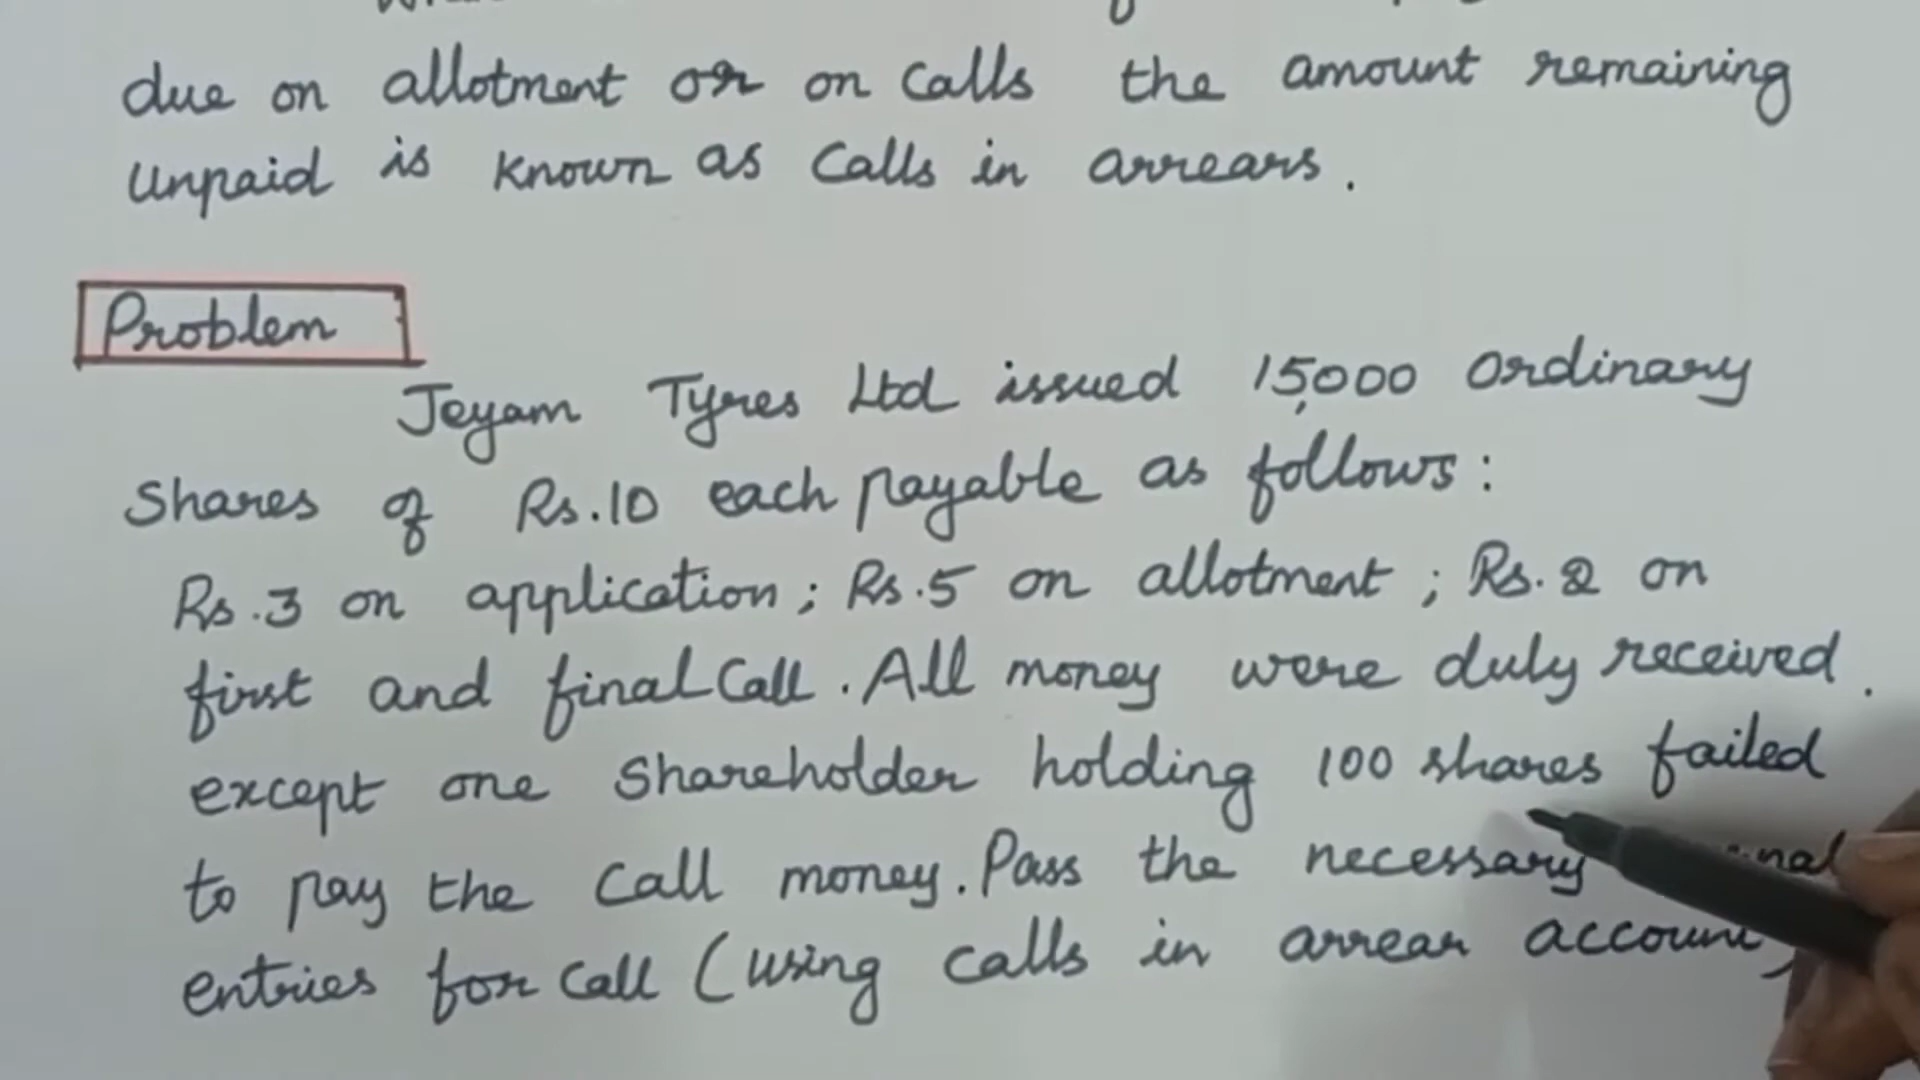 due on allotment or on calls the amount remaining
unpaid is known as calls in arrears.
Problem
Jeyam Tyres Ltd issued 15,000 ordinary
Shares of Rs.10 each payable as follows:
Rs.3 on application; Rs.5 on allotment; Rs.2 on
first and final call. All money were duly received.
except one shareholder holding 100 shares failed
to pay the call money. Pass the necessary
entries for call (using calls in arrear account)